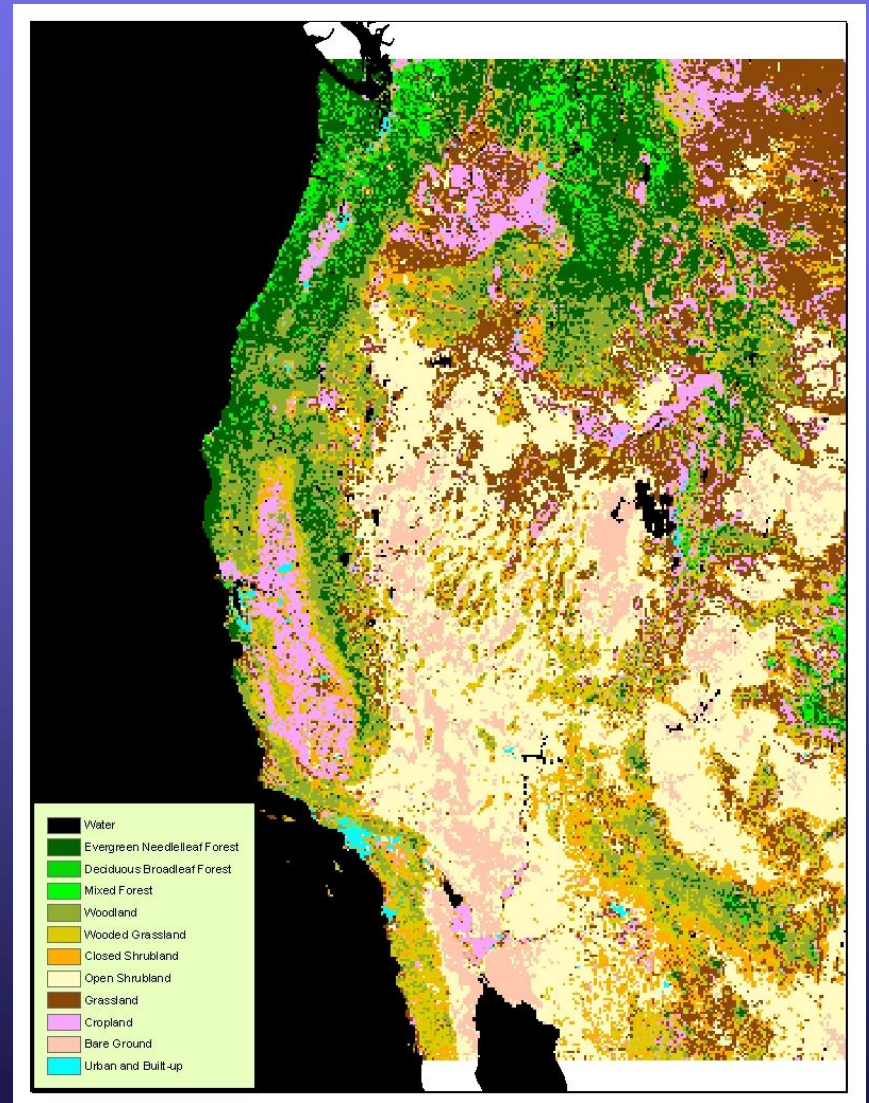 Water
Evergreen Needlelleaf Forest
Deciduous Broadleaf Forest
Mixed Forest
Woodland
Wooded Grassland
Closed Shrubland
Open Shrubland
Grassland
Cropland
Bare Ground
Urban and Built-up